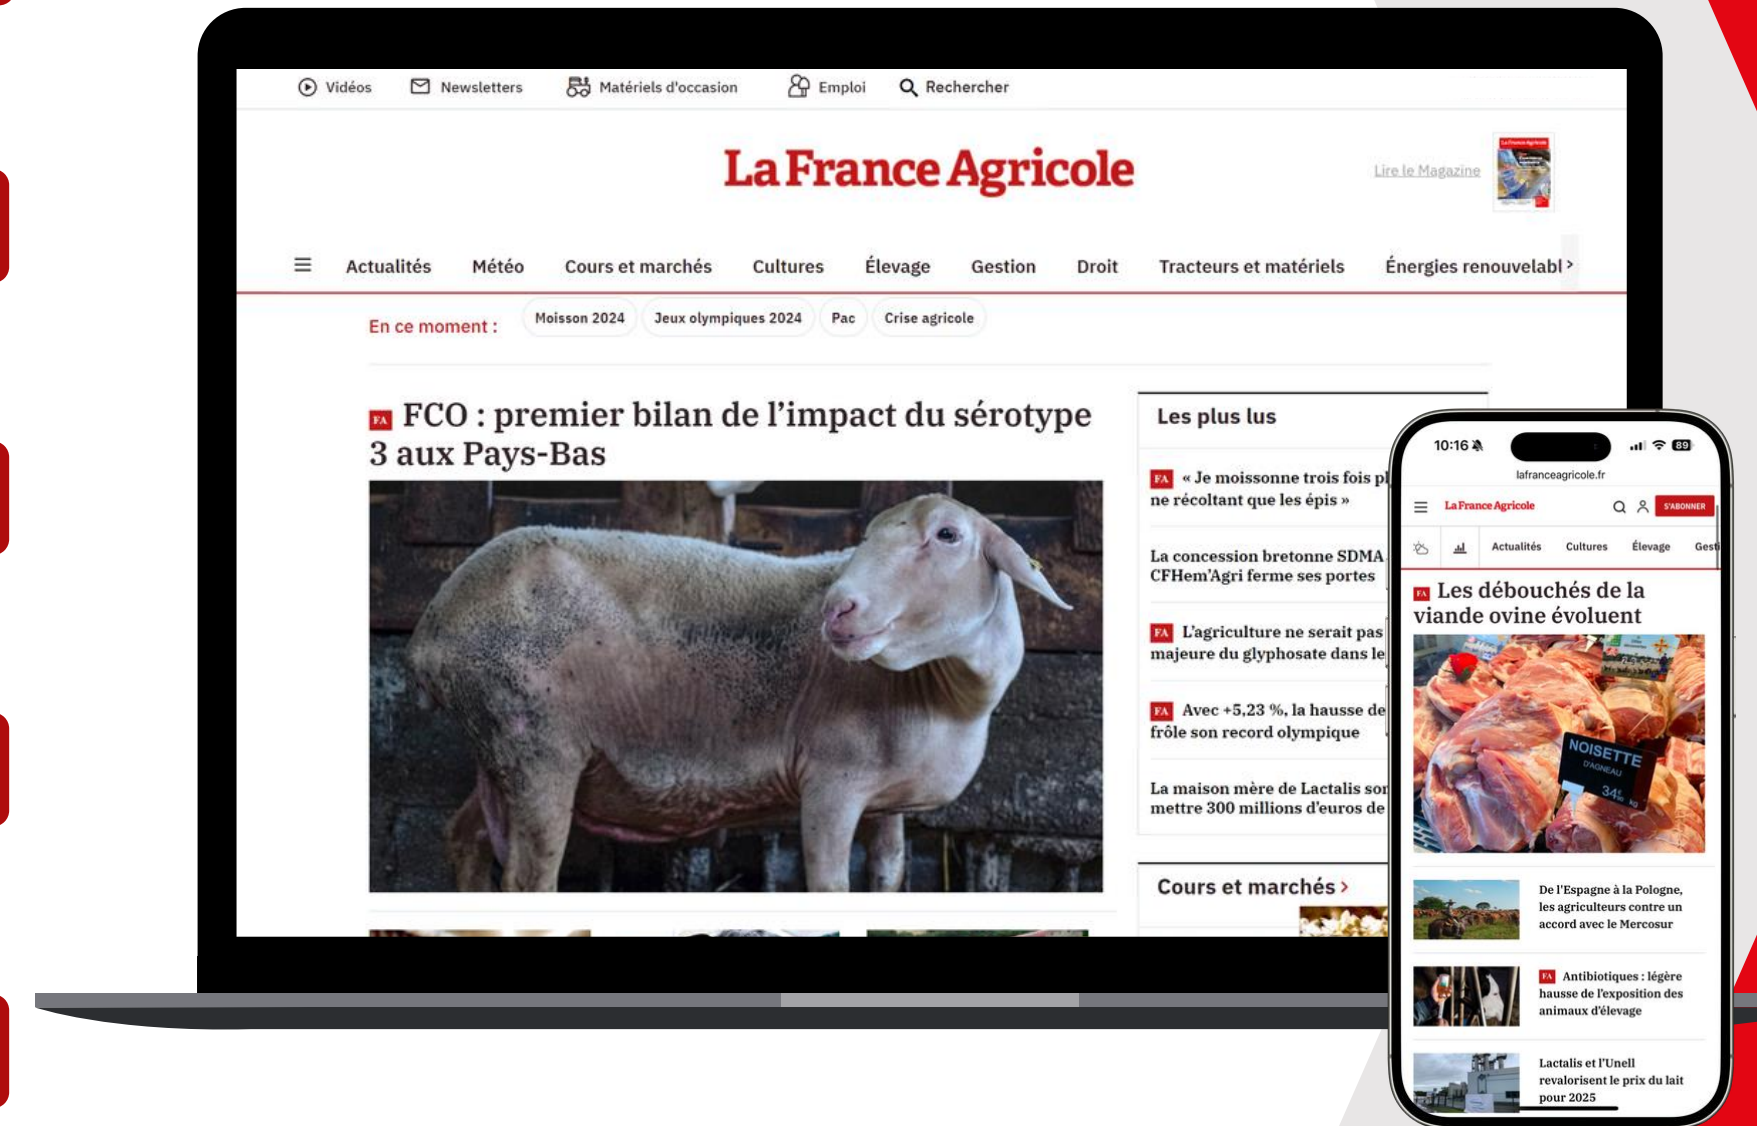 Vidéos Newsletters Matériels d'occasion Emploi Rechercher
La France Agricole
Lire le Magazine
Actualités Météo Cours et marchés Cultures Élevage Gestion Droit Tracteurs et matériels Énergies renouvelabl
En ce moment :
Moisson 2024 Jeux olympiques 2024 Pac Crise agricole
FA FCO : premier bilan de l’impact du sérotype
3 aux Pays-Bas
Les plus lus
FA « Je moissonne trois fois pl
ne récoltant que les épis »
La concession bretonne SDMA
CFHem’Agri ferme ses portes
FA L’agriculture ne serait pas
majeure du glyphosate dans le
FA Avec +5,23 %, la hausse de
frôle son record olympique
La maison mère de Lactalis
mettre 300 millions d’euros de
Cours et marchés
10:16 89
lafranceagricole.fr
La France Agricole S'ABONNER
Actualités Cultures Élevage Gesti
FA Les débouchés de la
viande ovine évoluent
NOISETTE
D'AGNEAU
34€ kg
De l’Espagne à la Pologne,
les agriculteurs contre un
accord avec le Mercosur
FA Antibiotiques : légère
hausse de l’exposition des
animaux d’élevage
Lactalis et l’Unell
revalorisent le prix du lait
pour 2025